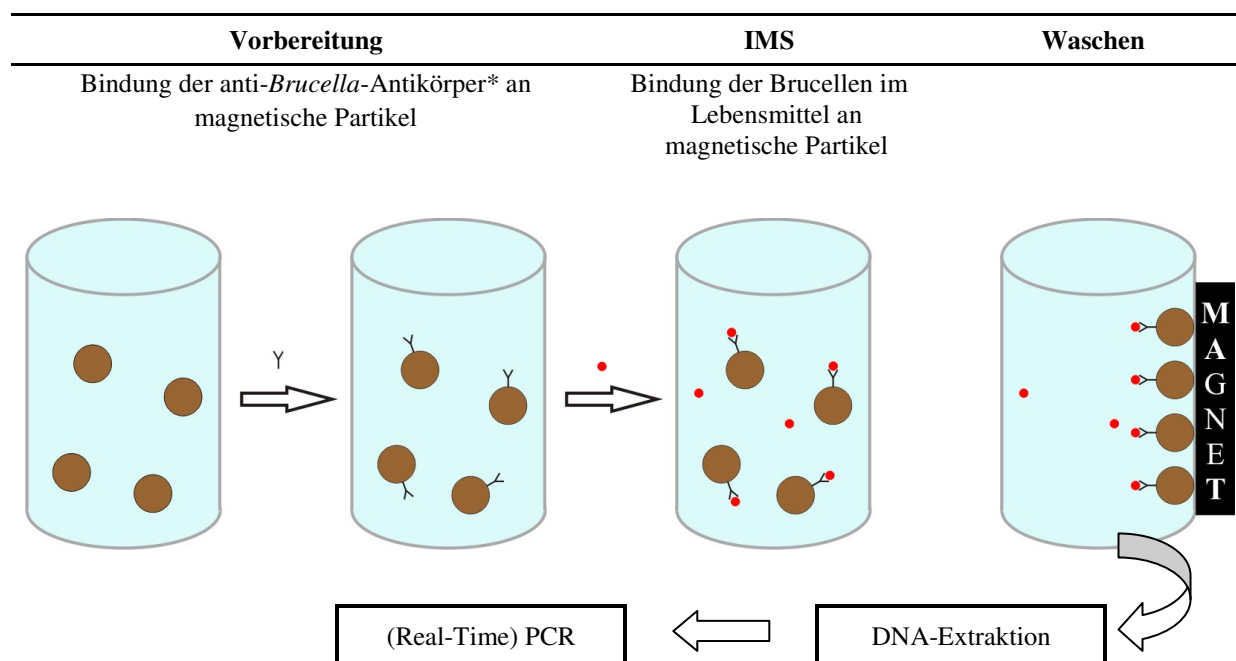 Vorbereitung
IMS
Waschen
Bindung der anti-Brucella-Antikörper* an
magnetische Partikel
Bindung der Brucellen im
Lebensmittel an
magnetische Partikel
MAGNET
(Real-Time) PCR
DNA-Extraktion